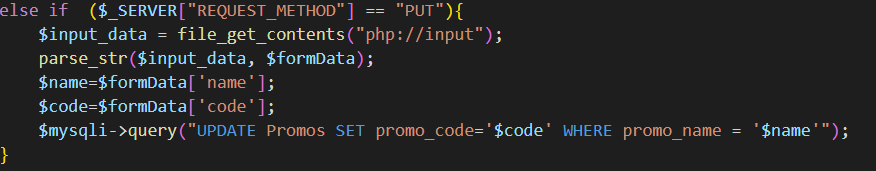 else if  ($_SERVER["REQUEST_METHOD"] == "PUT"){
    $input_data = file_get_contents("php://input");
    parse_str($input_data, $formData);
    $name=$formData['name'];
    $code=$formData['code'];
    $mysqli->query("UPDATE Promos SET promo_code='$code' WHERE promo_name = '$name'");
}